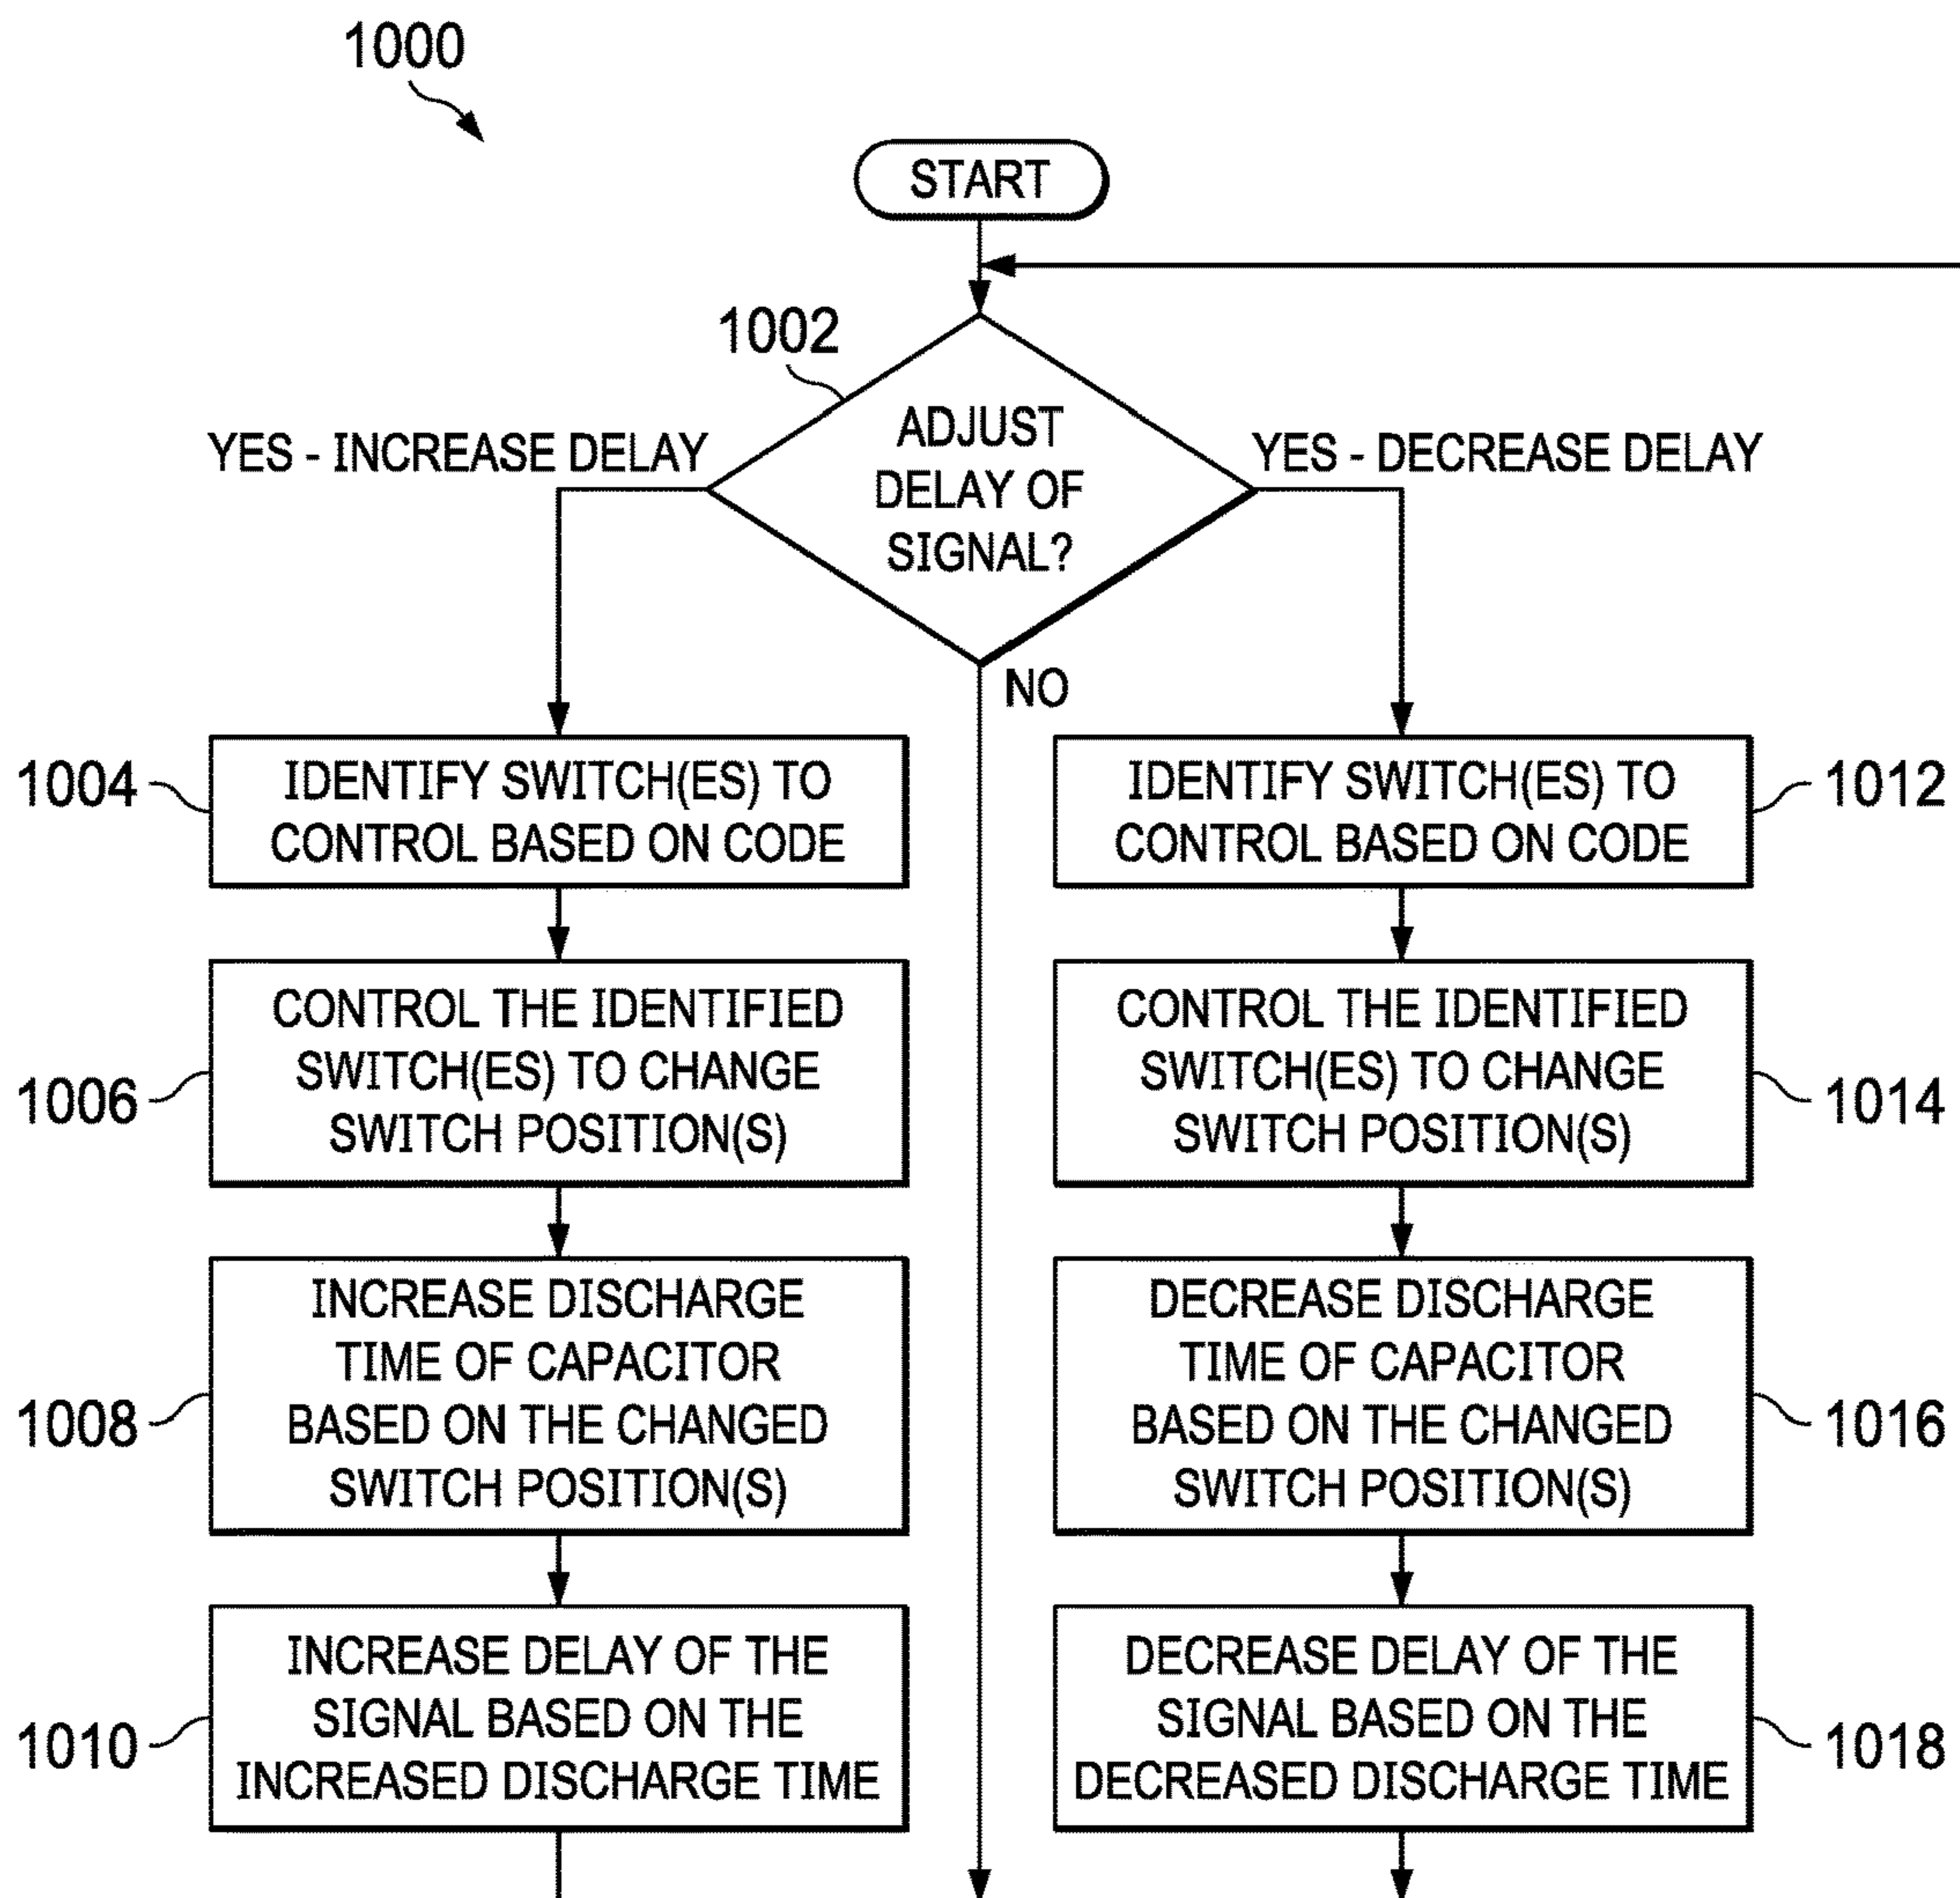 1000
START
1002
ADJUST
DELAY OF
SIGNAL?
YES - INCREASE DELAY
YES - DECREASE DELAY
NO
1004
IDENTIFY SWITCH(ES) TO
CONTROL BASED ON CODE
IDENTIFY SWITCH(ES) TO
CONTROL BASED ON CODE
1012
1006
CONTROL THE IDENTIFIED
SWITCH(ES) TO CHANGE
SWITCH POSITION(S)
CONTROL THE IDENTIFIED
SWITCH(ES) TO CHANGE
SWITCH POSITION(S)
1014
1008
INCREASE DISCHARGE
TIME OF CAPACITOR
BASED ON THE CHANGED
SWITCH POSITION(S)
DECREASE DISCHARGE
TIME OF CAPACITOR
BASED ON THE CHANGED
SWITCH POSITION(S)
1016
1010
INCREASE DELAY OF THE
SIGNAL BASED ON THE
INCREASED DISCHARGE TIME
DECREASE DELAY OF THE
SIGNAL BASED ON THE
DECREASED DISCHARGE TIME
1018